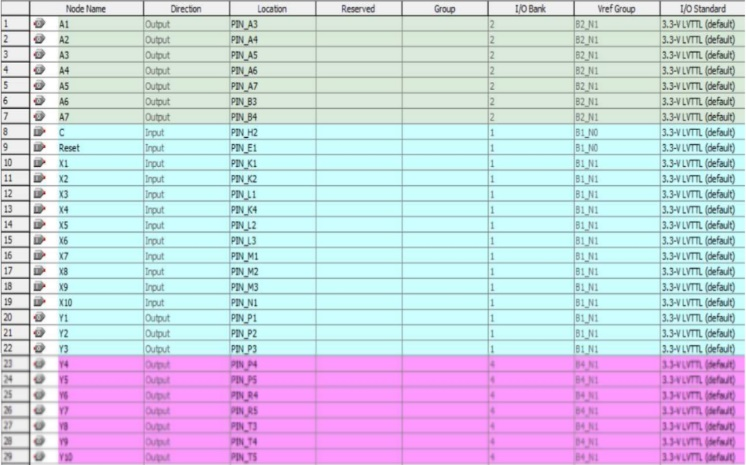 Node Name Direction Location Reserved Group I/O Bank Vref Group I/O Standard
1 A1 Output PIN_A3 2 B2_N1 3.3-V LVTTL (default)
2 A2 Output PIN_A4 2 B2_N1 3.3-V LVTTL (default)
3 A3 Output PIN_A5 2 B2_N1 3.3-V LVTTL (default)
4 A4 Output PIN_A6 2 B2_N1 3.3-V LVTTL (default)
5 A5 Output PIN_A7 2 B2_N1 3.3-V LVTTL (default)
6 A6 Output PIN_B3 2 B2_N1 3.3-V LVTTL (default)
7 A7 Output PIN_B4 2 B2_N1 3.3-V LVTTL (default)
8 C Input PIN_H2 1 B1_N0 3.3-V LVTTL (default)
9 Reset Input PIN_E1 1 B1_N0 3.3-V LVTTL (default)
10 X1 Input PIN_K1 1 B1_N1 3.3-V LVTTL (default)
11 X2 Input PIN_K2 1 B1_N1 3.3-V LVTTL (default)
12 X3 Input PIN_L1 1 B1_N1 3.3-V LVTTL (default)
13 X4 Input PIN_K4 1 B1_N1 3.3-V LVTTL (default)
14 X5 Input PIN_L2 1 B1_N1 3.3-V LVTTL (default)
15 X6 Input PIN_L3 1 B1_N1 3.3-V LVTTL (default)
16 X7 Input PIN_M1 1 B1_N1 3.3-V LVTTL (default)
17 X8 Input PIN_M2 1 B1_N1 3.3-V LVTTL (default)
18 X9 Input PIN_M3 1 B1_N1 3.3-V LVTTL (default)
19 X10 Input PIN_N1 1 B1_N1 3.3-V LVTTL (default)
20 Y1 Output PIN_P1 1 B1_N1 3.3-V LVTTL (default)
21 Y2 Output PIN_P2 1 B1_N1 3.3-V LVTTL (default)
22 Y3 Output PIN_P3 1 B1_N1 3.3-V LVTTL (default)
23 Y4 Output PIN_P4 4 B4_N1 3.3-V LVTTL (default)
24 Y5 Output PIN_P5 4 B4_N1 3.3-V LVTTL (default)
25 Y6 Output PIN_R4 4 B4_N1 3.3-V LVTTL (default)
26 Y7 Output PIN_R5 4 B4_N1 3.3-V LVTTL (default)
27 Y8 Output PIN_T3 4 B4_N1 3.3-V LVTTL (default)
28 Y9 Output PIN_T4 4 B4_N1 3.3-V LVTTL (default)
29 Y10 Output PIN_T5 4 B4_N1 3.3-V LVTTL (default)